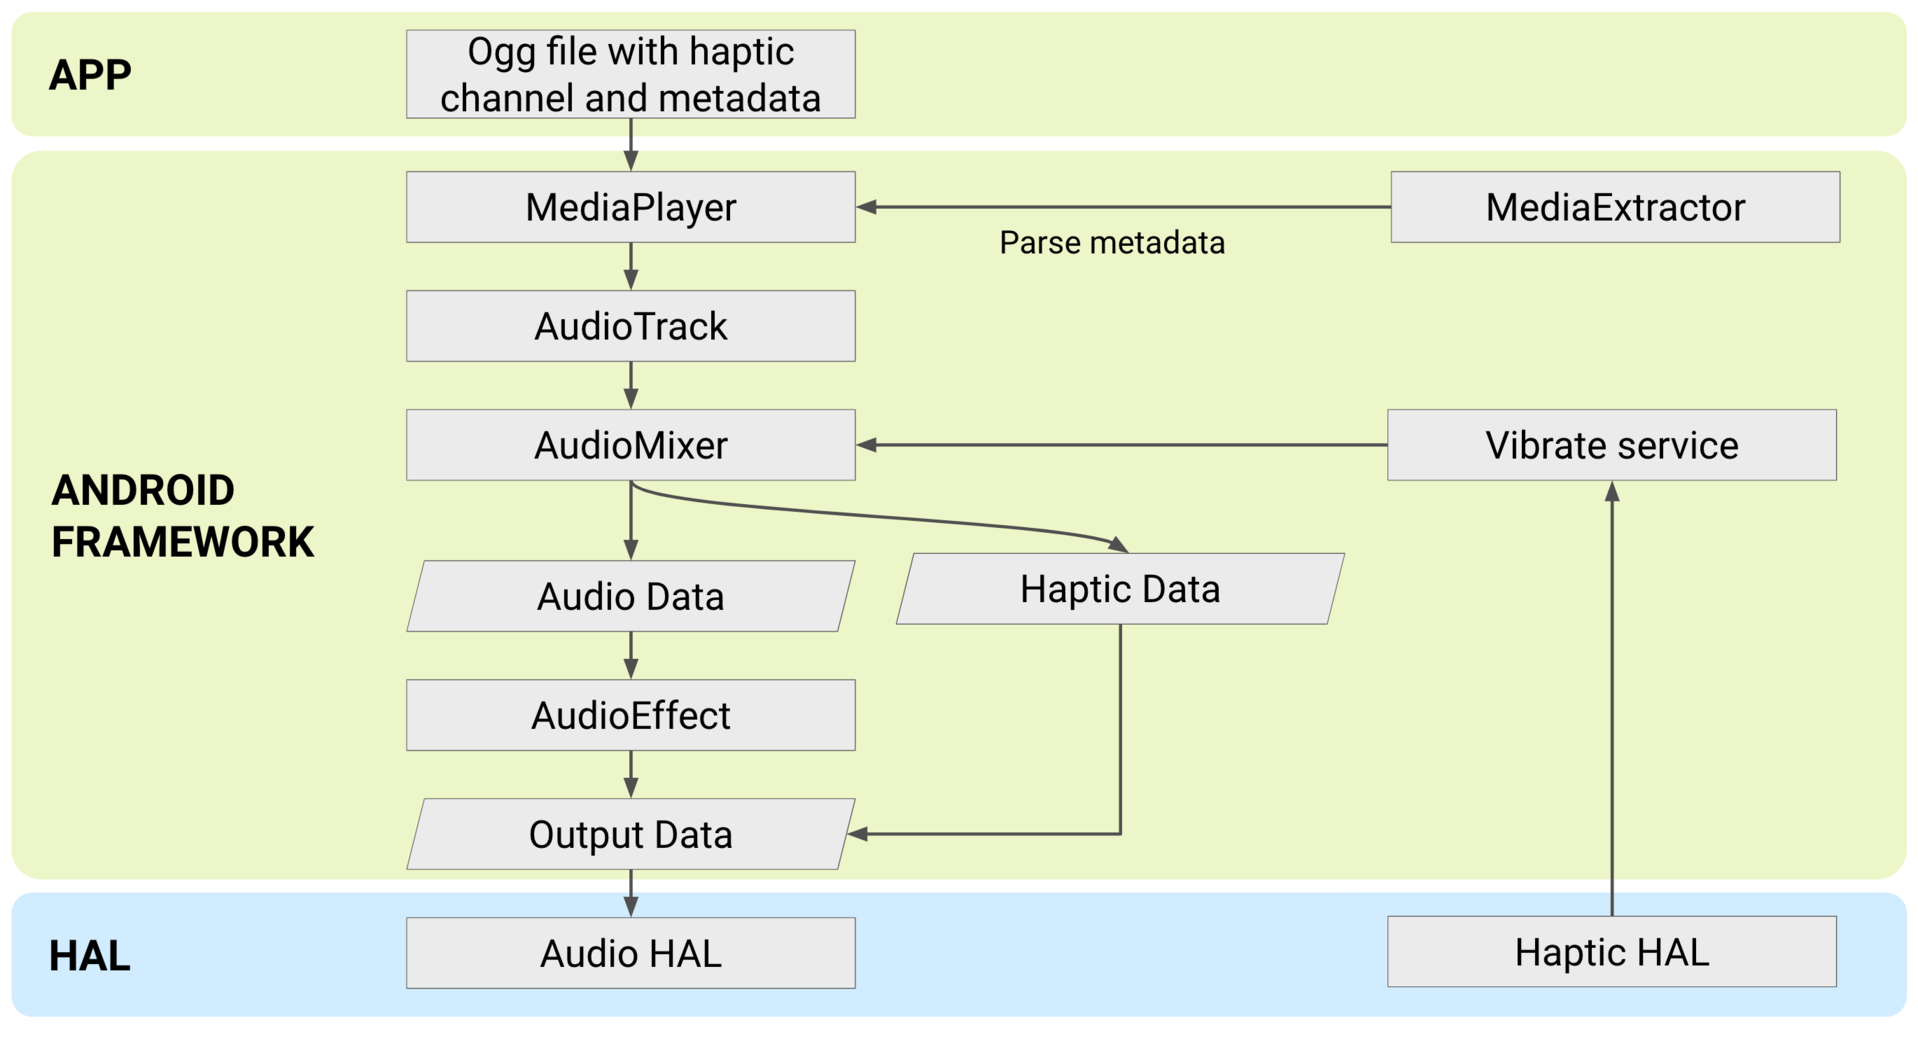 APP
Ogg file with haptic
channel and metadata
MediaPlayer
MediaExtractor
Parse metadata
AudioTrack
ANDROID
FRAMEWORK
AudioMixer
Vibrate service
Audio Data
Haptic Data
AudioEffect
Output Data
HAL
Audio HAL
Haptic HAL